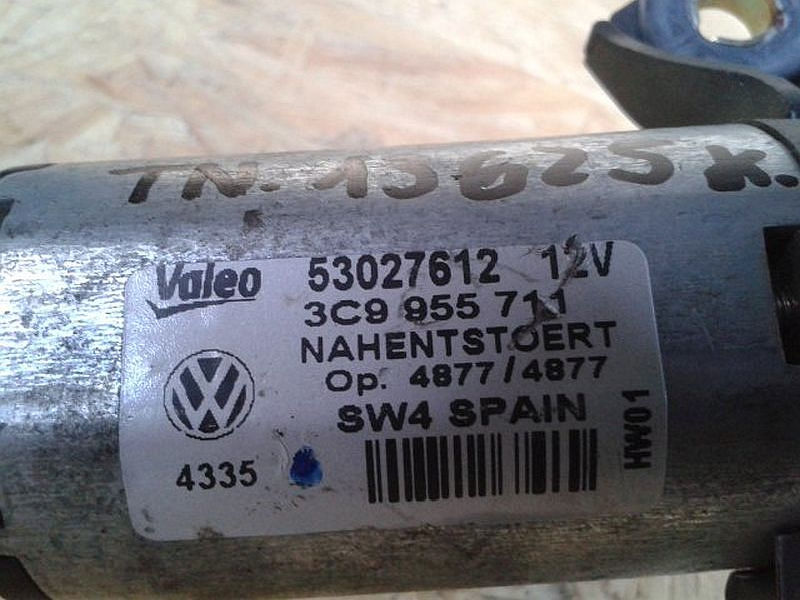 TN. 13625 K.
Valeo
53027612 12V
3C9 955 711
NAHENTSTOERT
Op. 4877/4877
SW4 SPAIN
4335
HW01